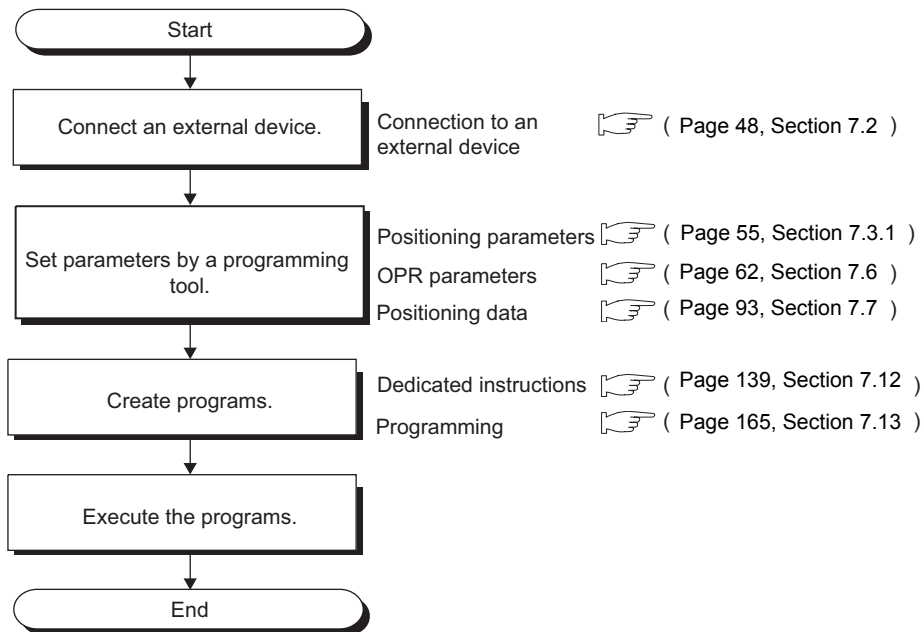 Start
Connect an external device.
Connection to an
external device
( Page 48, Section 7.2 )
Set parameters by a programming
tool.
Positioning parameters ( Page 55, Section 7.3.1 )
OPR parameters ( Page 62, Section 7.6 )
Positioning data ( Page 93, Section 7.7 )
Create programs.
Dedicated instructions ( Page 139, Section 7.12 )
Programming ( Page 165, Section 7.13 )
Execute the programs.
End